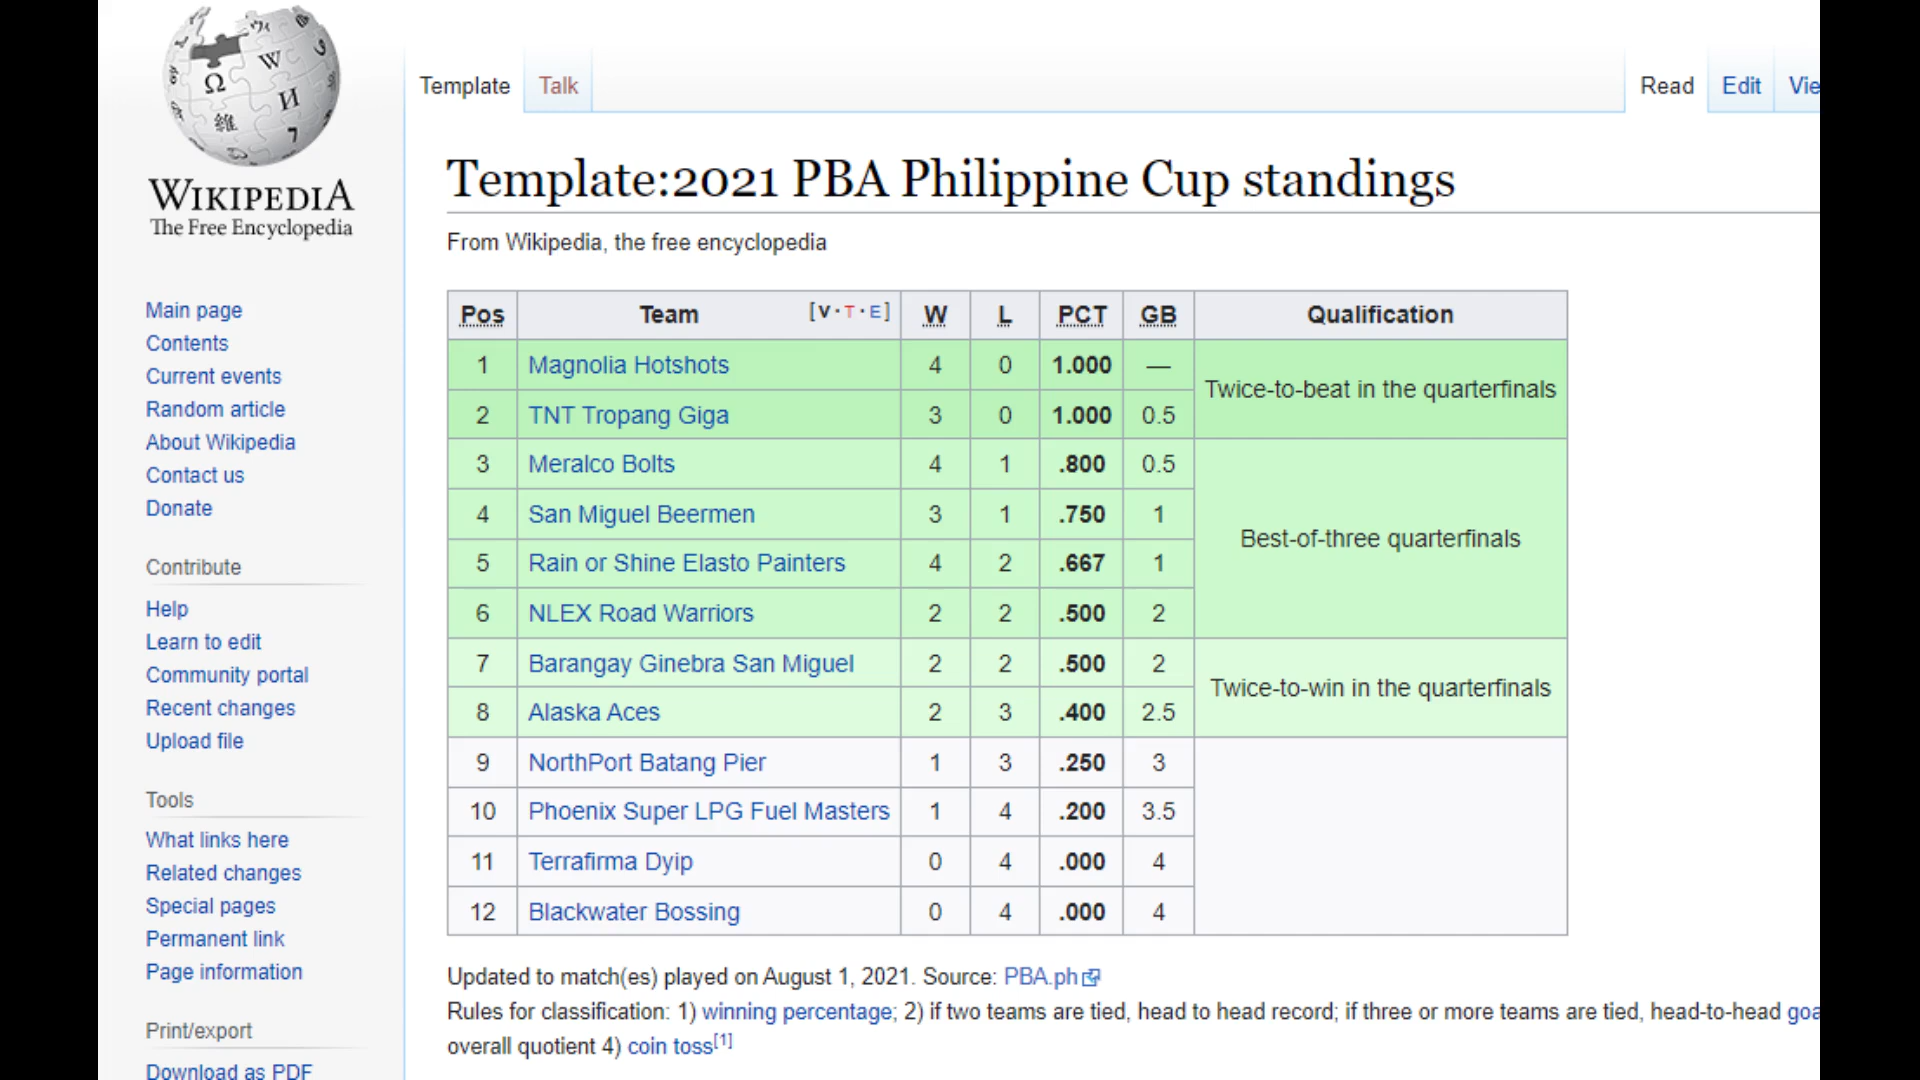 WIKIPEDIA
The Free Encyclopedia
Main page
Contents
Current events
Random article
About Wikipedia
Contact us
Donate
Contribute
Help
Learn to edit
Community portal
Recent changes
Upload file
Tools
What links here
Related changes
Special pages
Permanent link
Page information
Print/export
Download as PDF
Template Talk Read Edit Vie
Template:2021 PBA Philippine Cup standings
From Wikipedia, the free encyclopedia
Pos Team [V·T·E] W L PCT GB Qualification
1 Magnolia Hotshots 4 0 1.000 — Twice-to-beat in the quarterfinals
2 TNT Tropang Giga 3 0 1.000 0.5
3 Meralco Bolts 4 1 .800 0.5 Best-of-three quarterfinals
4 San Miguel Beermen 3 1 .750 1
5 Rain or Shine Elasto Painters 4 2 .667 1
6 NLEX Road Warriors 2 2 .500 2
7 Barangay Ginebra San Miguel 2 2 .500 2 Twice-to-win in the quarterfinals
8 Alaska Aces 2 3 .400 2.5
9 NorthPort Batang Pier 1 3 .250 3
10 Phoenix Super LPG Fuel Masters 1 4 .200 3.5
11 Terrafirma Dyip 0 4 .000 4
12 Blackwater Bossing 0 4 .000 4
Updated to match(es) played on August 1, 2021. Source: PBA.ph
Rules for classification: 1) winning percentage; 2) if two teams are tied, head to head record; if three or more teams are tied, head-to-head goa
overall quotient 4) coin toss[1]